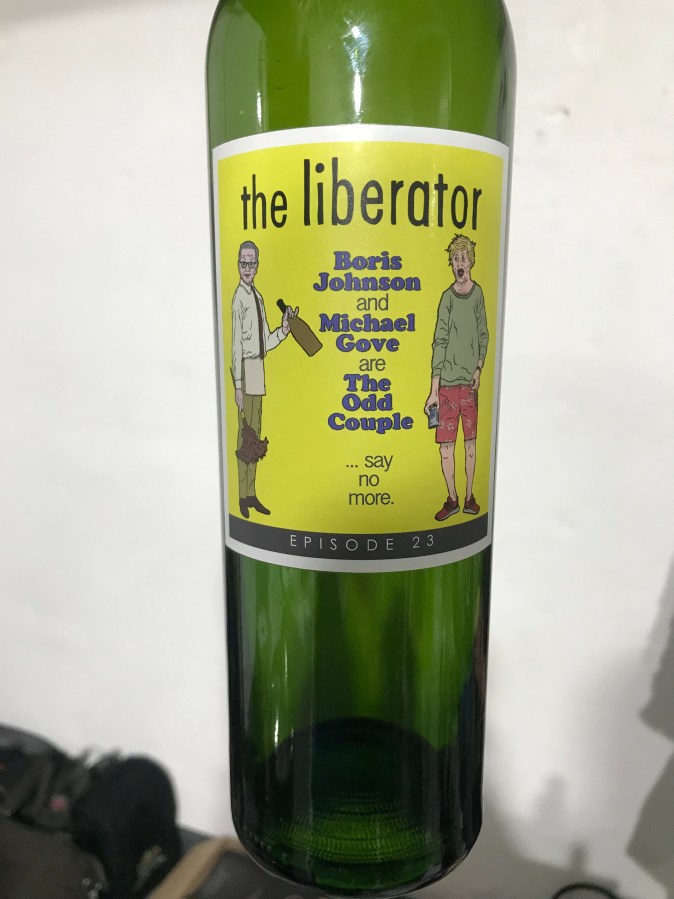 the liberator
Boris
Johnson
and
Michael
Gove
are
The
Odd
Couple
... say
no
more.
EPISODE 23